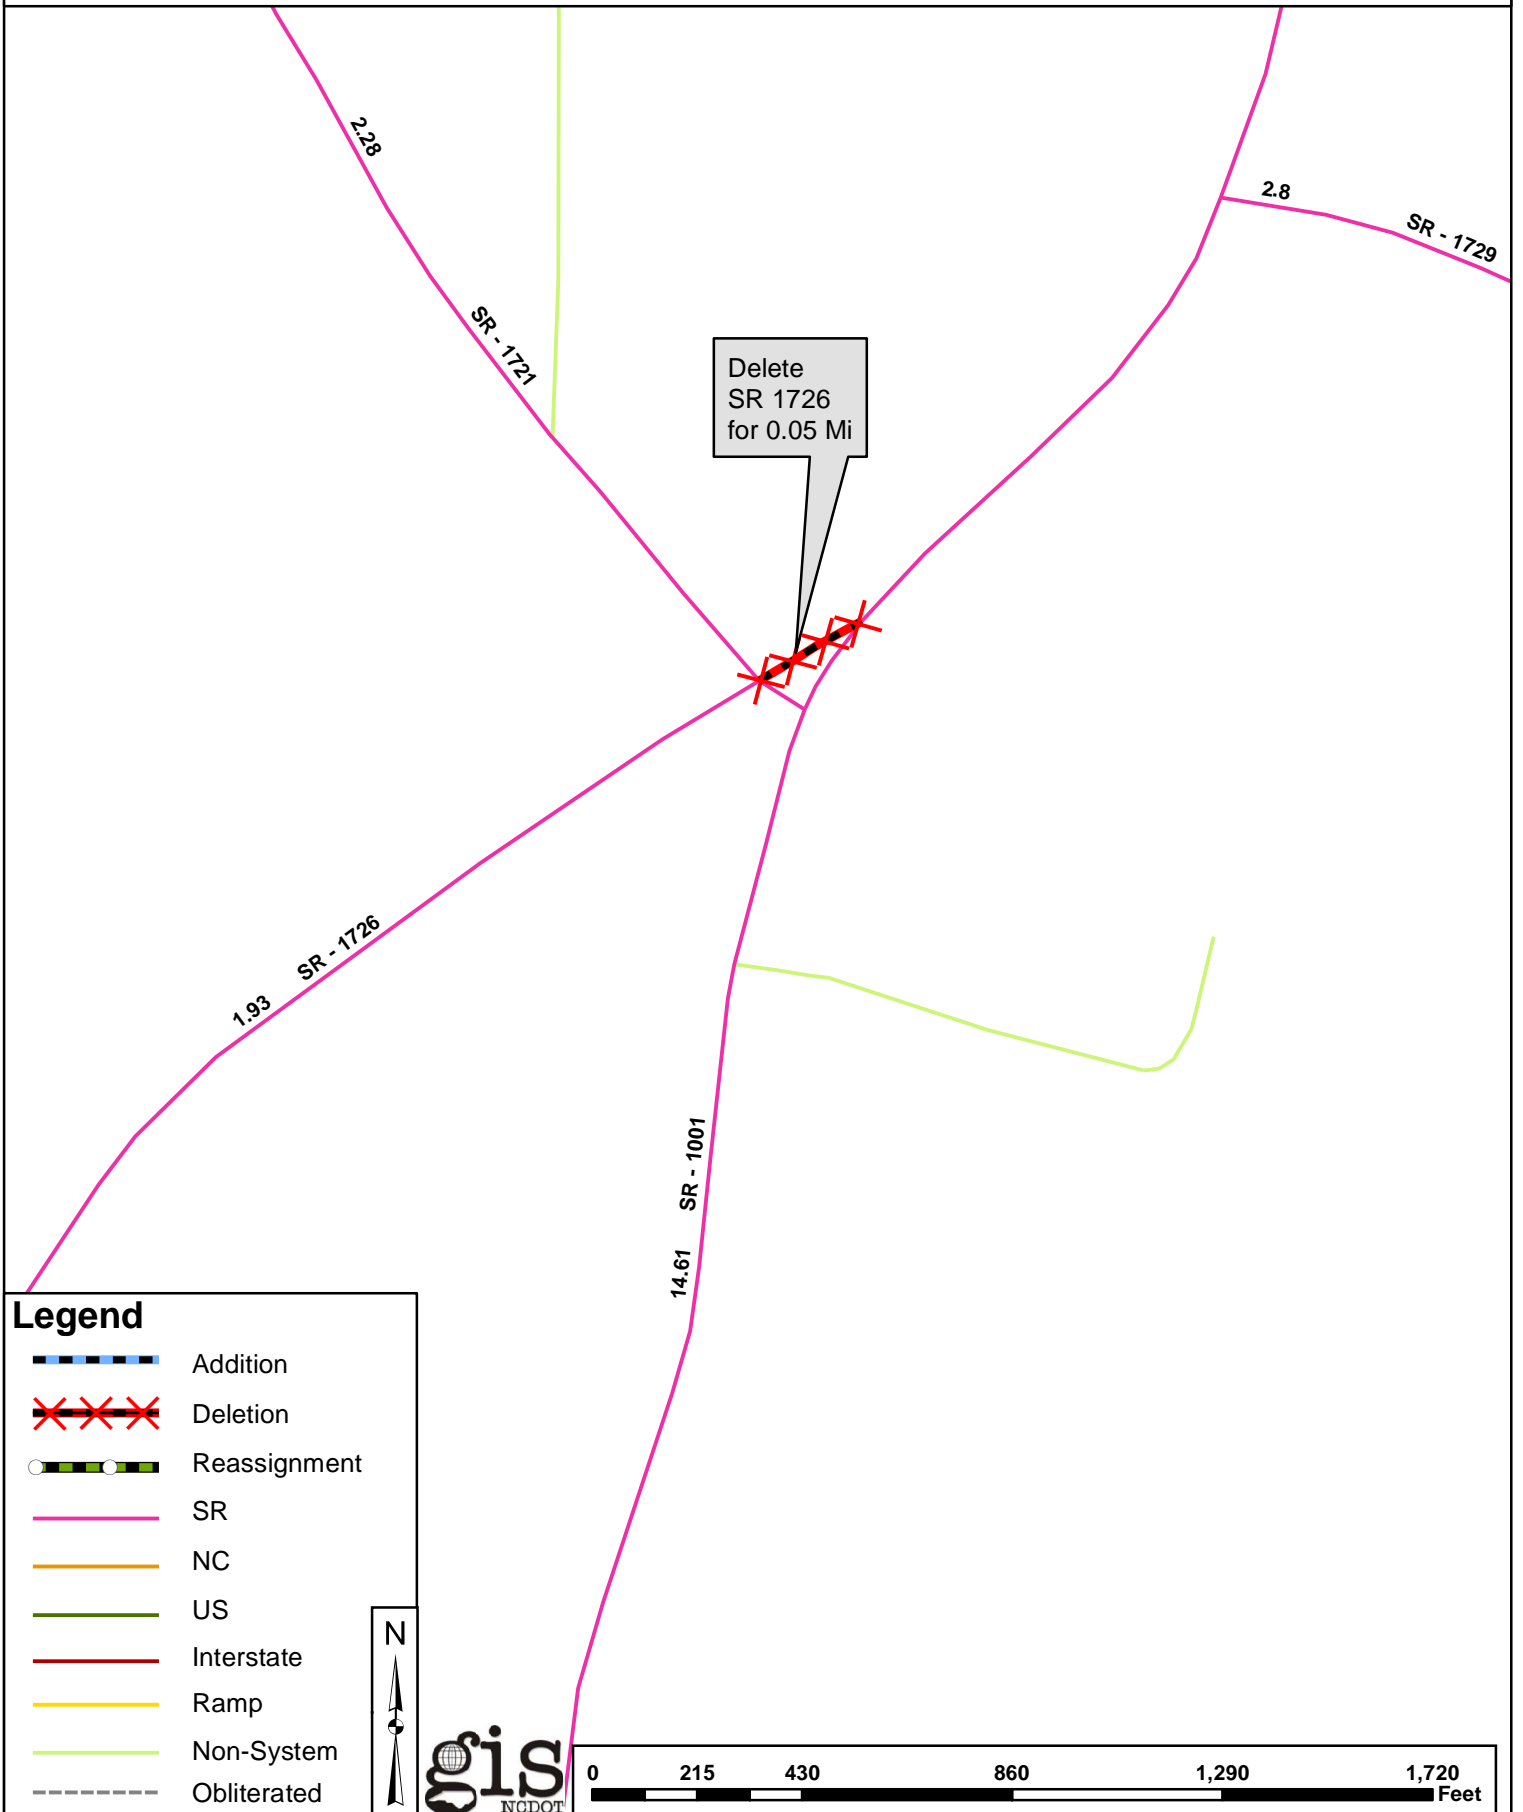 2.28
2.8
SR - 1729
SR - 1721
Delete
SR 1726
for 0.05 Mi
SR - 1726
1.93
SR - 1001
14.61
Legend
Addition
Deletion
Reassignment
SR
NC
US
Interstate
Ramp
Non-System
Obliterated
N
gis
NCDOT
0 215 430 860 1,290 1,720
Feet